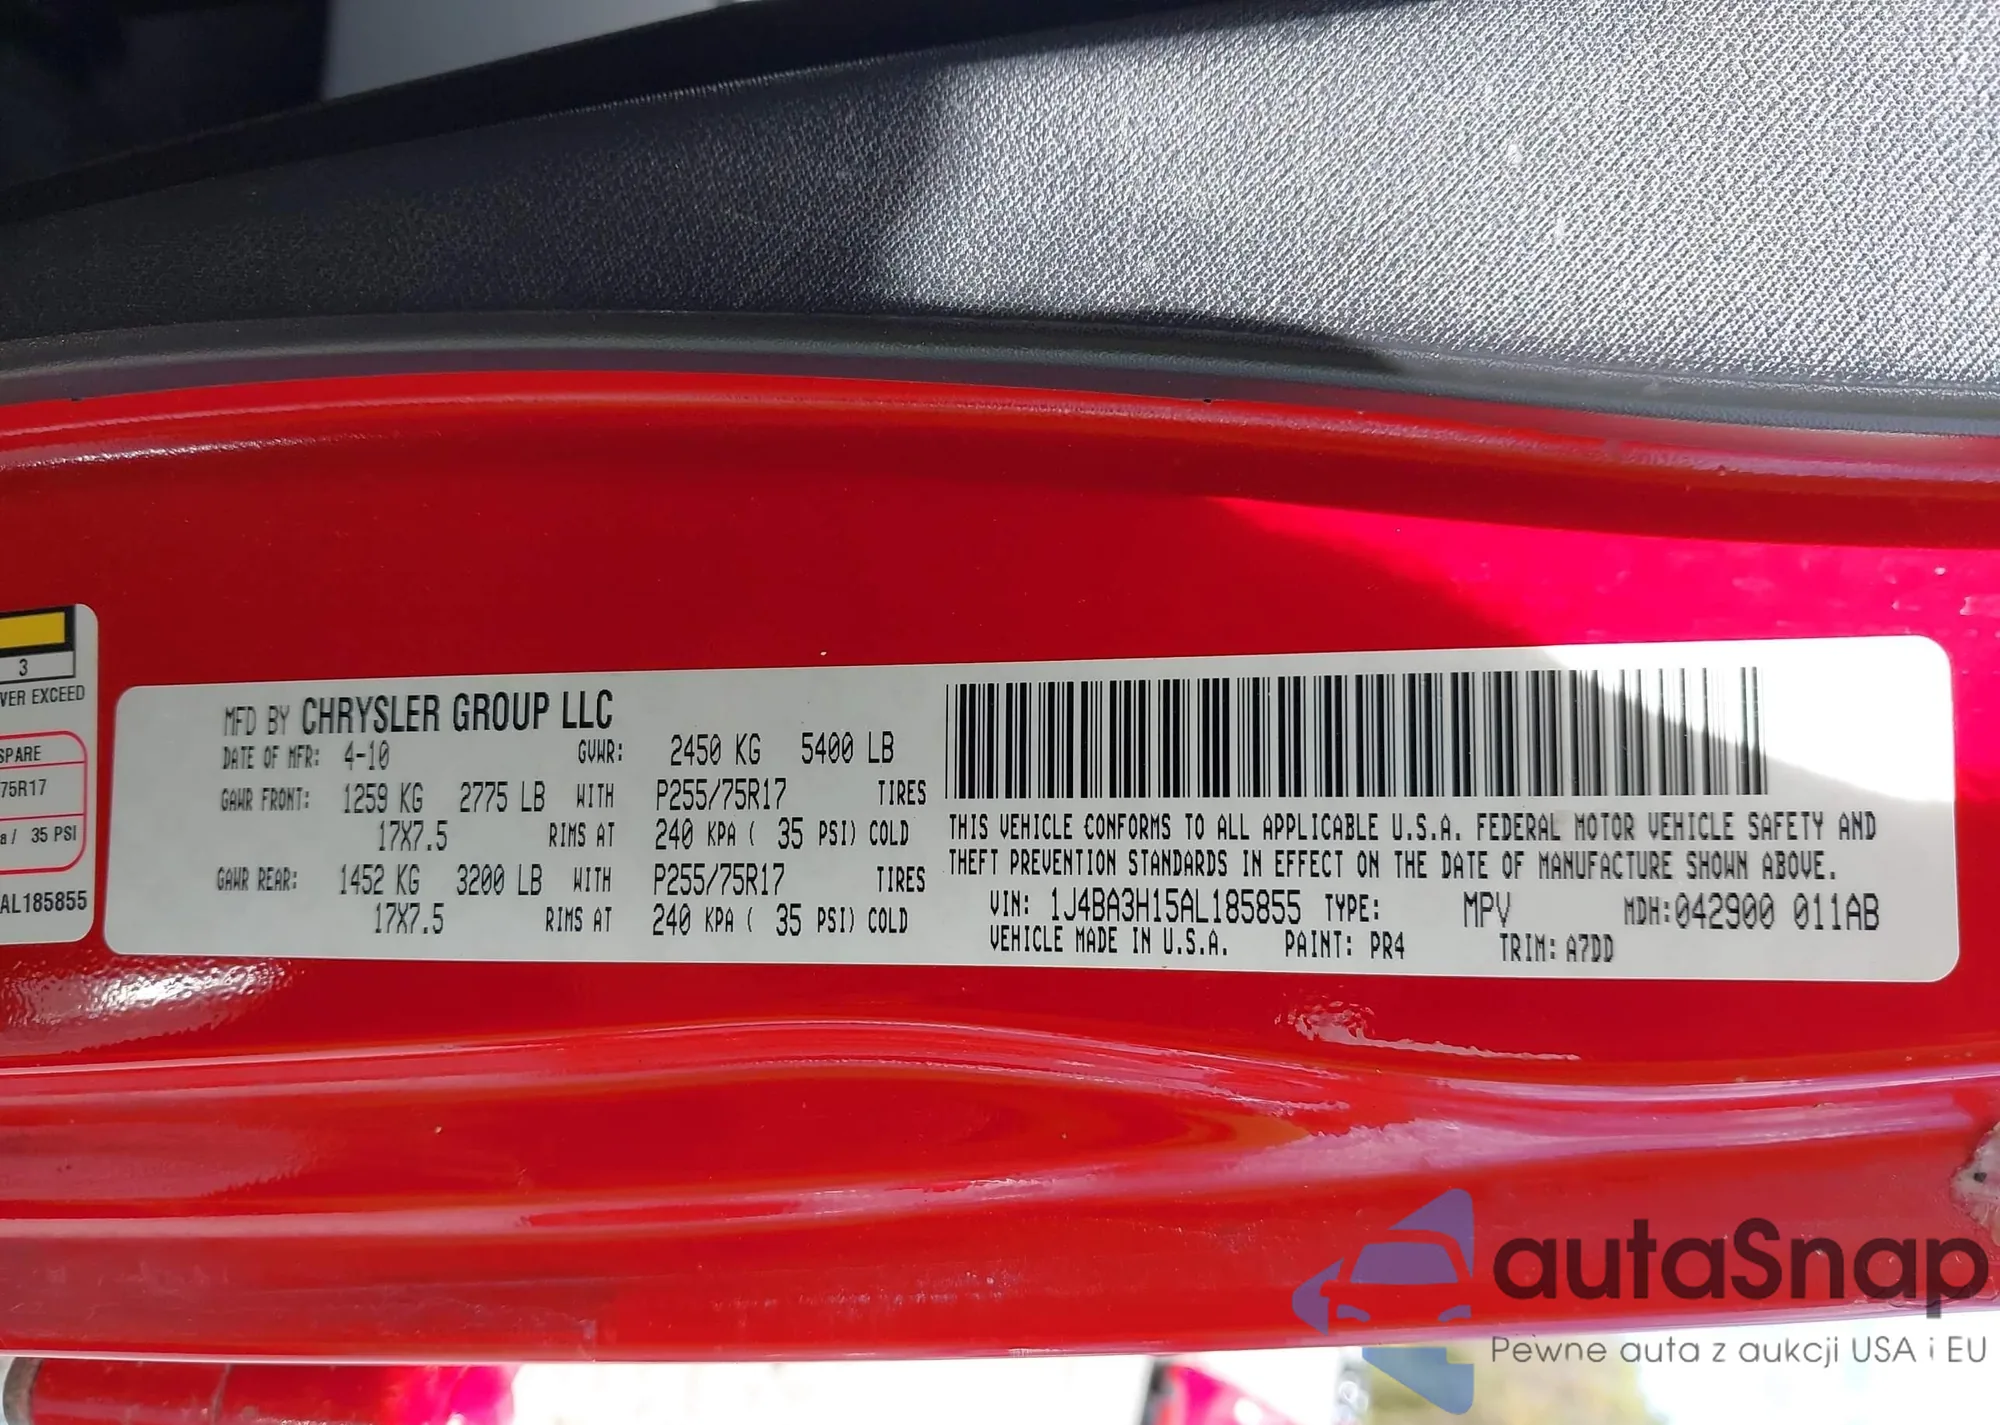 3
VER EXCEED
SPARE
75R17
a / 35 PSI
AL185855
MFD BY CHRYSLER GROUP LLC
DATE OF MFR: 4-10 GVWR: 2450 KG 5400 LB
GAWR FRONT: 1259 KG 2775 LB WITH P255/75R17 TIRES
17X7.5 RIMS AT 240 KPA ( 35 PSI) COLD
GAWR REAR: 1452 KG 3200 LB WITH P255/75R17 TIRES
17X7.5 RIMS AT 240 KPA ( 35 PSI) COLD
THIS VEHICLE CONFORMS TO ALL APPLICABLE U.S.A. FEDERAL MOTOR VEHICLE SAFETY AND
THEFT PREVENTION STANDARDS IN EFFECT ON THE DATE OF MANUFACTURE SHOWN ABOVE.
VIN: 1J4BA3H15AL185855 TYPE: MPV MDH:042900 011AB
VEHICLE MADE IN U.S.A. PAINT: PR4 TRIM: A7DD
autaSnap
Pewne auta z aukcji USA i EU